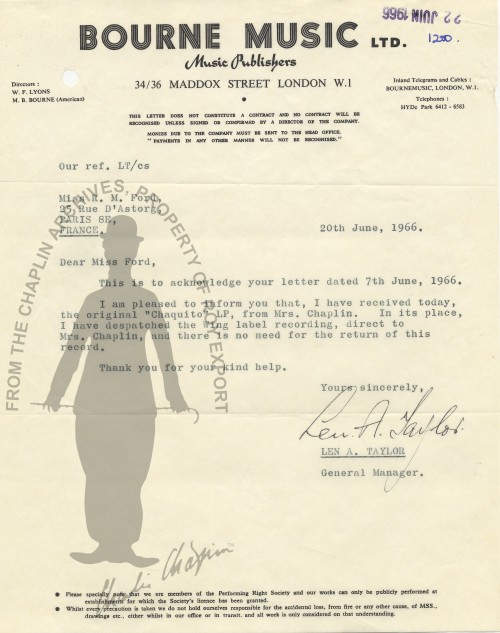 22 JUIN 1966
1200.
BOURNE MUSIC LTD.
Music Publishers
34/36 MADDOX STREET LONDON W.1
Directors :
W. F. LYONS
M. B. BOURNE (American)
Inland Telegrams and Cables :
BOURNEMUSIC, LONDON, W.1.
Telephones :
HYDe Park 6412 - 6583
THIS LETTER DOES NOT CONSTITUTE A CONTRACT AND NO CONTRACT WILL BE
RECOGNISED UNLESS SIGNED OR CONFIRMED BY A DIRECTOR OF THE COMPANY.
MONIES DUE TO THE COMPANY MUST BE SENT TO THE HEAD OFFICE.
" PAYMENTS IN ANY OTHER MANNER WILL NOT BE RECOGNISED."
Our ref. LT/cs
Miss R. M. Ford,
25 Rue D'Astorg,
PARIS 8E,
FRANCE.
20th June, 1966.
Dear Miss Ford,
This is to acknowledge your letter dated 7th June, 1966.
I am pleased to inform you that, I have received today,
the original "Chaquito" LP, from Mrs. Chaplin. In its place,
I have despatched the Wing label recording, direct to
Mrs. Chaplin, and there is no need for the return of this
record.
Thank you for your kind help.
Yours sincerely,
Len. A. Taylor.
LEN A. TAYLOR
General Manager.
FROM THE CHAPLIN ARCHIVES, PROPERTY OF ROY EXPORT
Charlie Chaplin
• Please specially note that we are members of the Performing Right Society and our works can only be publicly performed at
establishments for which the Society's licence has been granted.
• Whilst every precaution is taken we do not hold ourselves responsible for the accidental loss, from fire or any other cause, of MSS.,
drawings etc., either whilst in our office or in transit. and all work is only considered on that understanding.